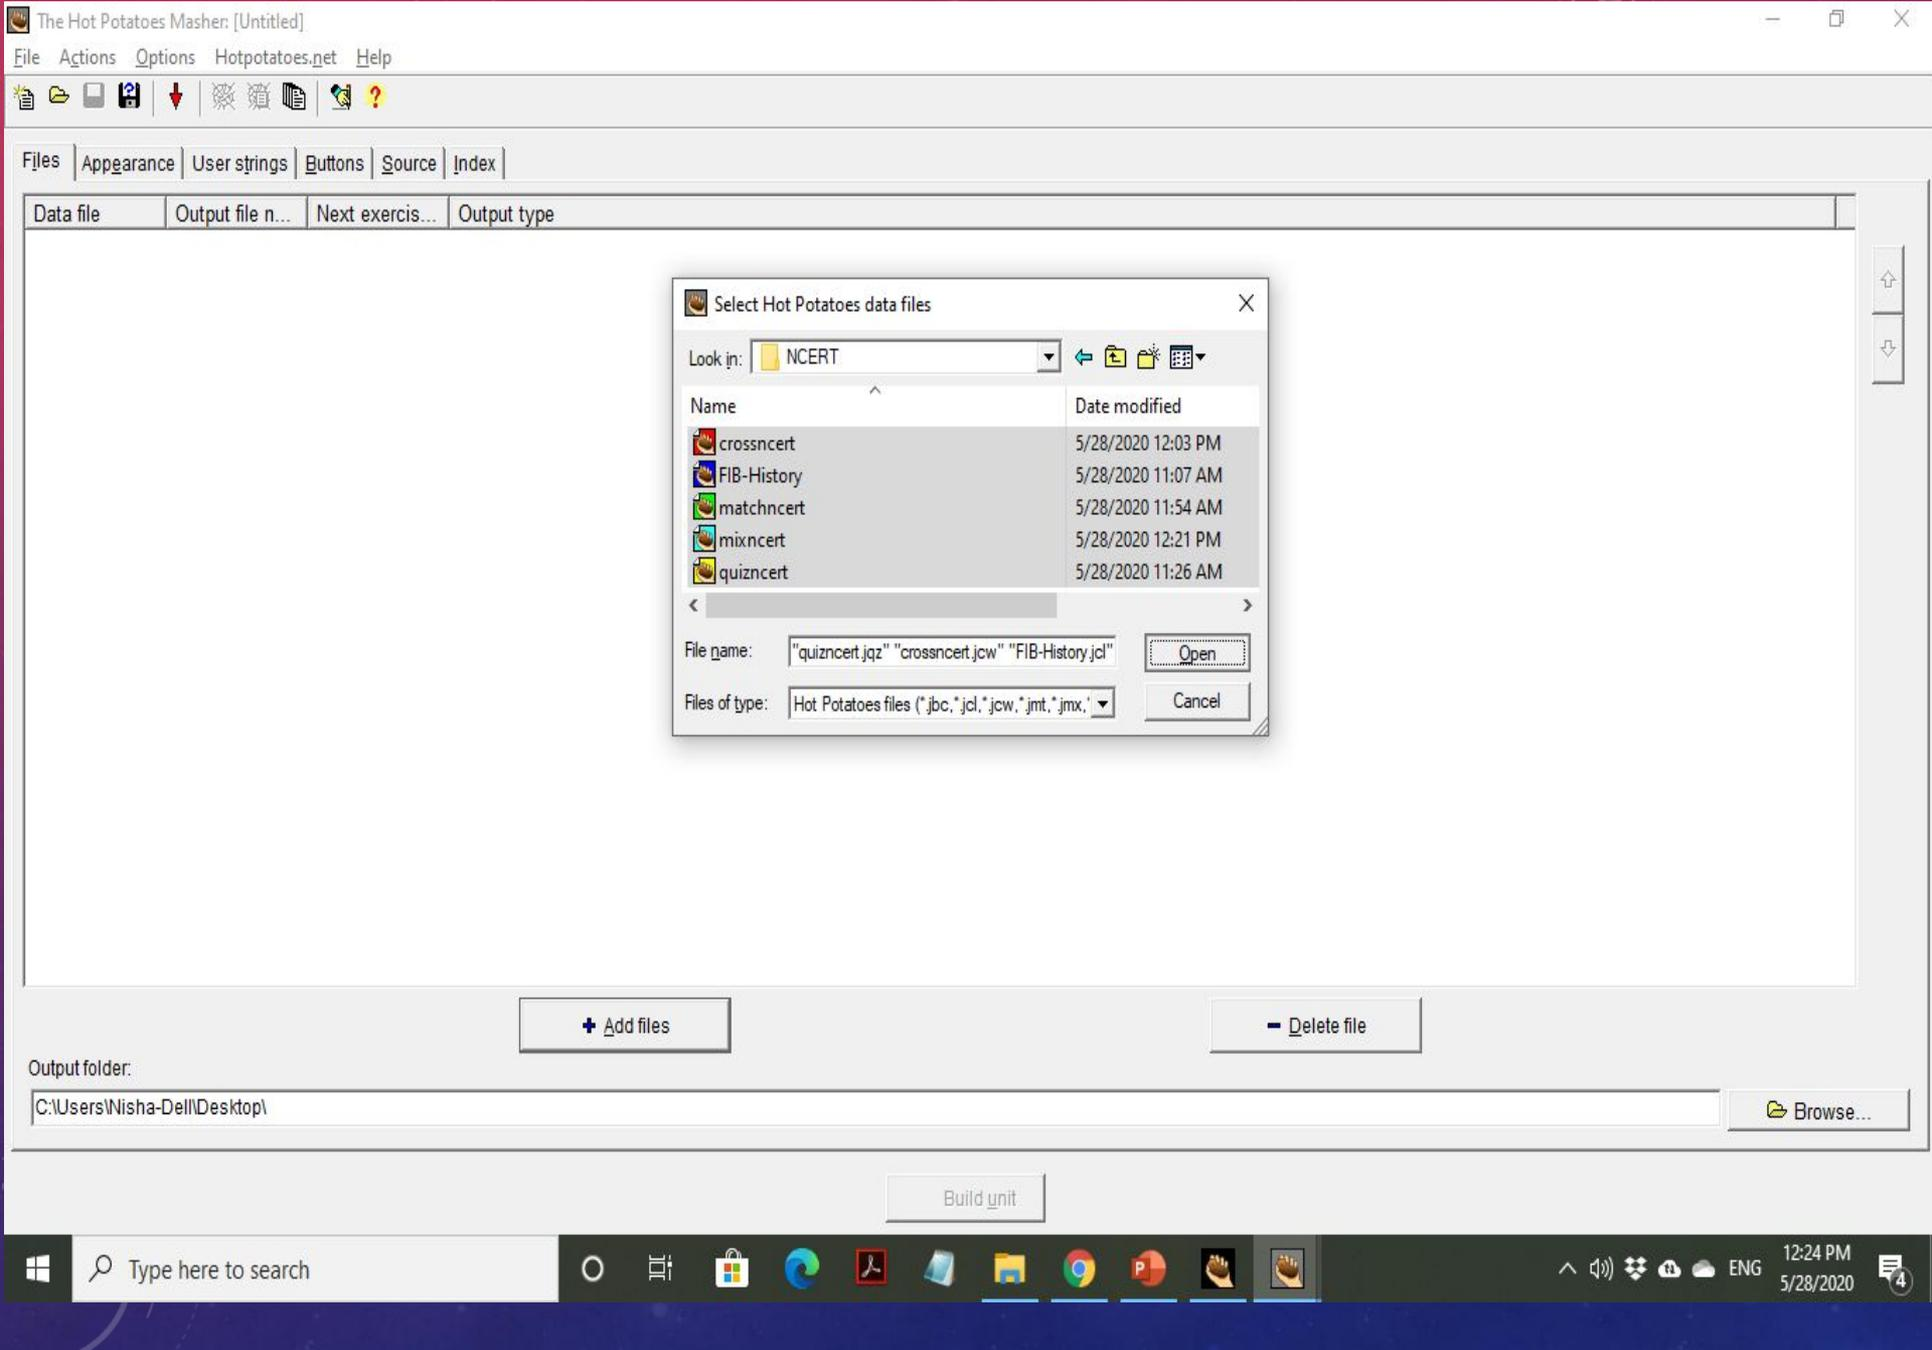 The Hot Potatoes Masher: [Untitled]
File Actions Options Hotpotatoes.net Help
Files Appearance User strings Buttons Source Index
Data file Output file n... Next exercis... Output type
Select Hot Potatoes data files
Look in: NCERT
Name Date modified
crossncert 5/28/2020 12:03 PM
FIB-History 5/28/2020 11:07 AM
matchncert 5/28/2020 11:54 AM
mixncert 5/28/2020 12:21 PM
quizncert 5/28/2020 11:26 AM
File name: "quizncert.jqz" "crossncert.jcw" "FIB-History.jcl" Open
Files of type: Hot Potatoes files (*.jbc,*.jcl,*.jcw,*.jmt,*.jmx,* Cancel
+ Add files - Delete file
Output folder:
C:\Users\Nisha-Dell\Desktop\ Browse...
Build unit
Type here to search ENG 12:24 PM
5/28/2020 4